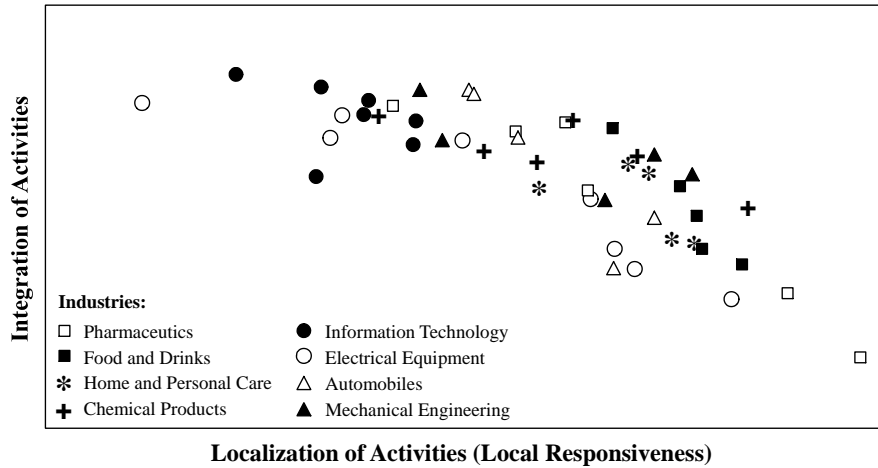 Integration of Activities
Industries:
Pharmaceutics
Food and Drinks
Home and Personal Care
Chemical Products
Information Technology
Electrical Equipment
Automobiles
Mechanical Engineering
Localization of Activities (Local Responsiveness)